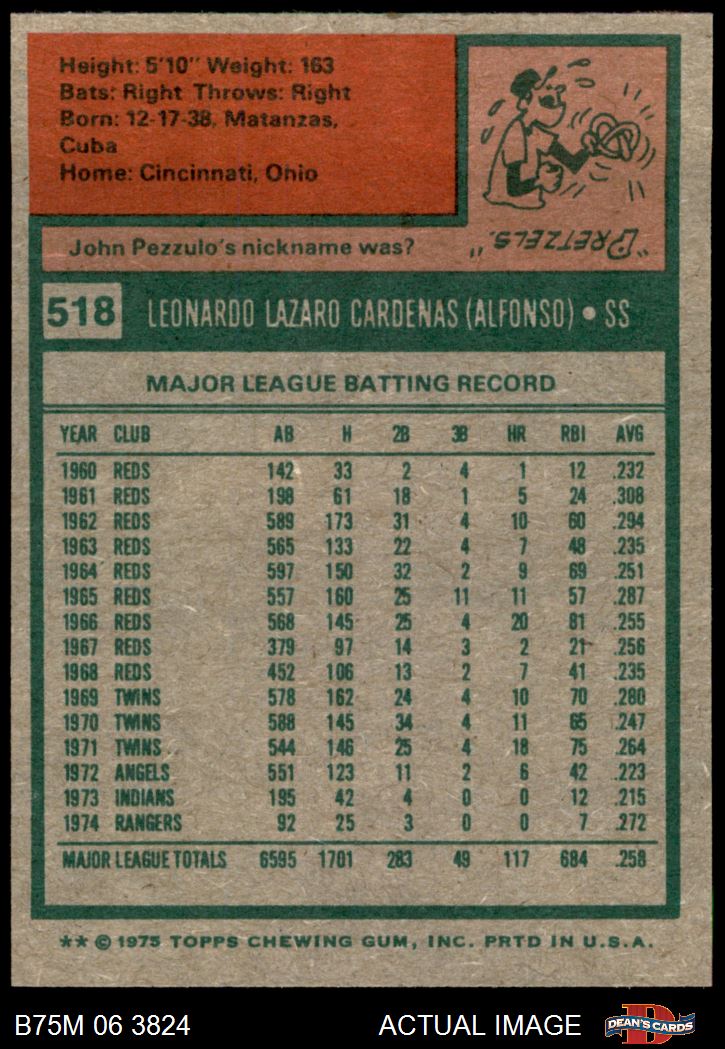 Height: 5'10" Weight: 163
Bats: Right Throws: Right
Born: 12-17-38, Matanzas,
Cuba
Home: Cincinnati, Ohio
John Pezzulo's nickname was?
"PRETZELS."
518 LEONARDO LAZARO CARDENAS (ALFONSO) • SS
MAJOR LEAGUE BATTING RECORD
YEAR CLUB AB H 2B 3B HR RBI AVG
1960 REDS 142 33 2 4 1 12 .232
1961 REDS 198 61 18 1 5 24 .308
1962 REDS 589 173 31 4 10 60 .294
1963 REDS 565 133 22 4 7 48 .235
1964 REDS 597 150 32 2 9 69 .251
1965 REDS 557 160 25 11 11 57 .287
1966 REDS 568 145 25 4 20 81 .255
1967 REDS 379 97 14 3 2 21 .256
1968 REDS 452 106 13 2 7 41 .235
1969 TWINS 578 162 24 4 10 70 .280
1970 TWINS 588 145 34 4 11 65 .247
1971 TWINS 544 146 25 4 18 75 .264
1972 ANGELS 551 123 11 2 6 42 .223
1973 INDIANS 195 42 4 0 0 12 .215
1974 RANGERS 92 25 3 0 0 7 .272
MAJOR LEAGUE TOTALS 6595 1701 283 49 117 684 .258
** © 1975 TOPPS CHEWING GUM, INC. PRTD IN U.S.A.
B75M 06 3824 ACTUAL IMAGE
D
DEAN'S CARDS